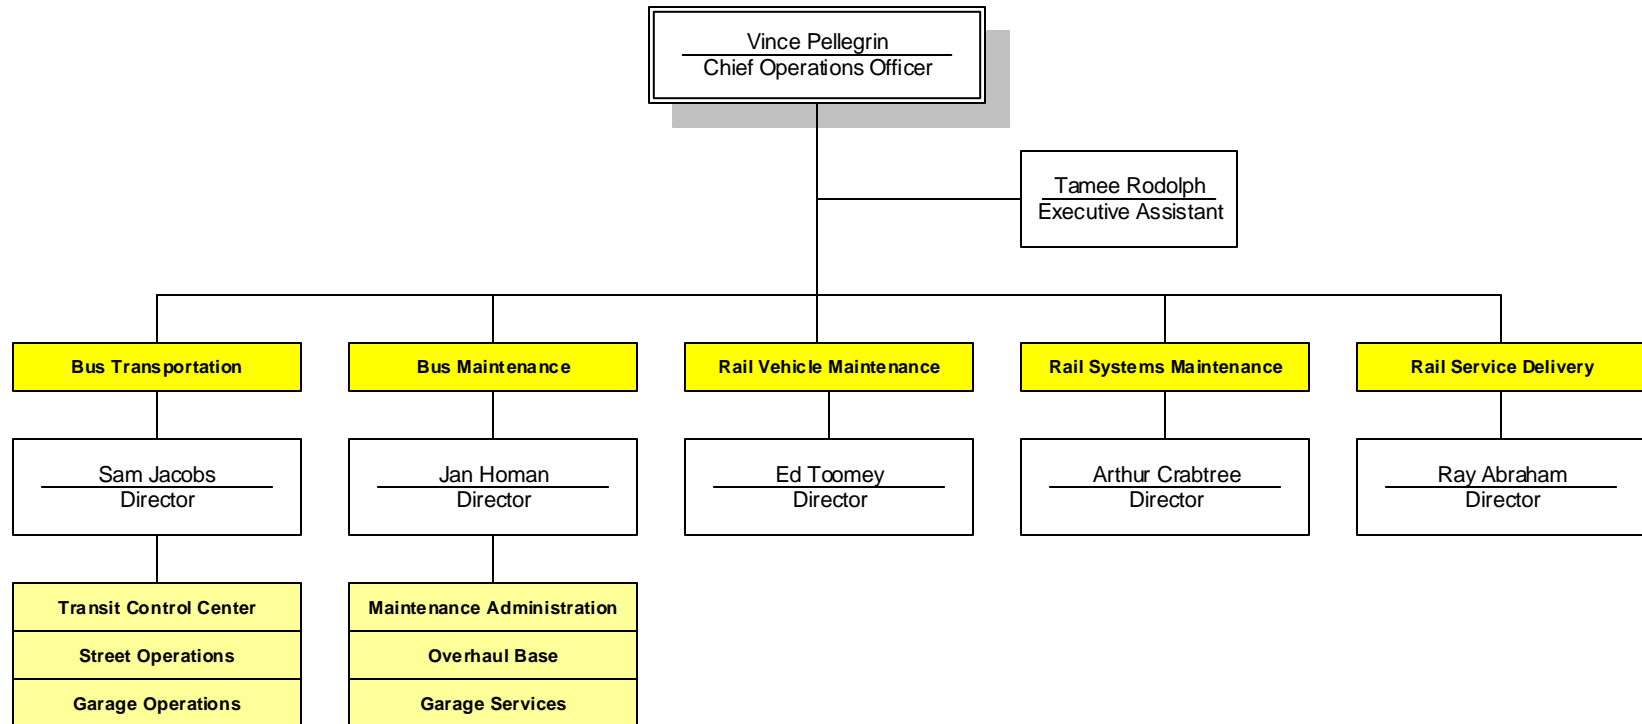 Vince Pellegrin
Chief Operations Officer
Tamee Rodolph
Executive Assistant
Bus Transportation
Bus Maintenance
Rail Vehicle Maintenance
Rail Systems Maintenance
Rail Service Delivery
Sam Jacobs
Director
Jan Homan
Director
Ed Toomey
Director
Arthur Crabtree
Director
Ray Abraham
Director
Transit Control Center
Street Operations
Garage Operations
Maintenance Administration
Overhaul Base
Garage Services